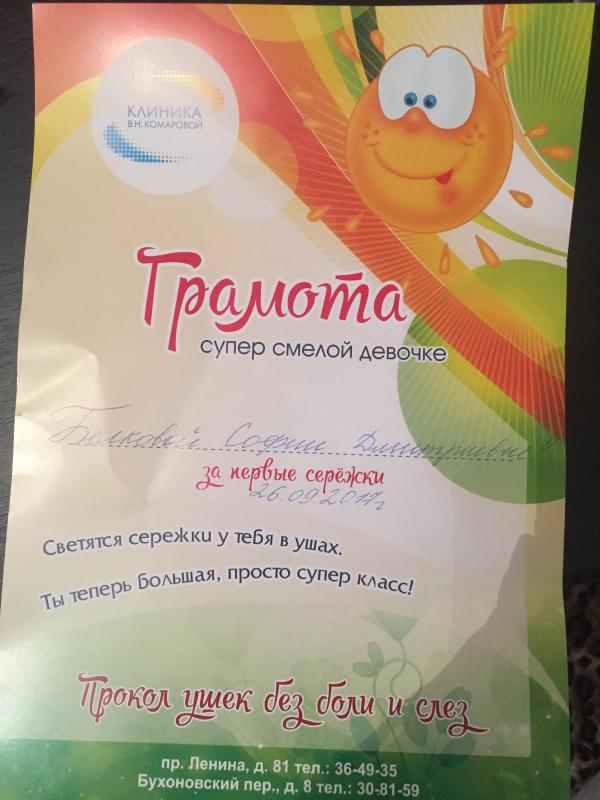 КЛИНИКА
В.Н. КОМАРОВОЙ
Грамота
супер смелой девочке
Белковой Софии Дмитриевне
за первые серёжки
26.09.2017г
Светятся сережки у тебя в ушах.
Ты теперь большая, просто супер класс!
Прокол ушек без боли и слез
пр. Ленина, д. 81 тел.: 36-49-35
Бухоновский пер., д. 8 тел.: 30-81-59